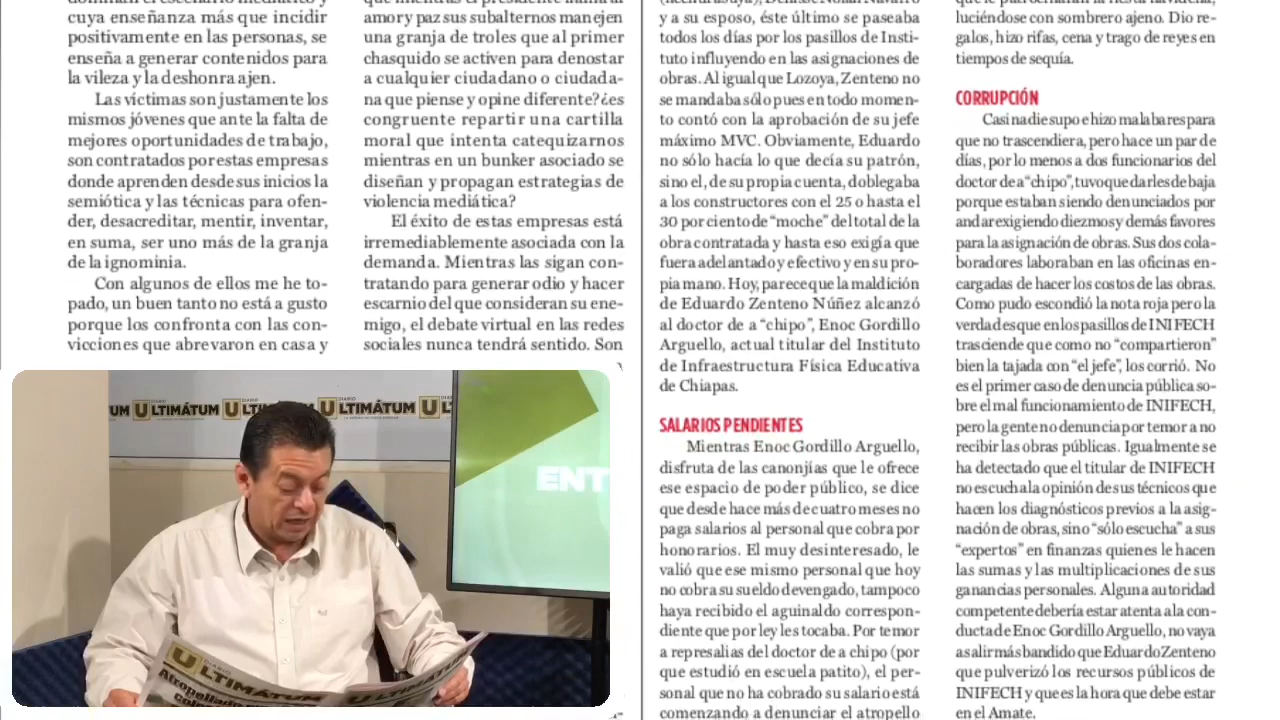 cuya enseñanza más que incidir
positivamente en las personas, se
enseña a generar contenidos para
la vileza y la deshonra ajen.
Las víctimas son justamente los
mismos jóvenes que ante la falta de
mejores oportunidades de trabajo,
son contratados por estas empresas
donde aprenden desde sus inicios la
semiótica y las técnicas para ofen-
der, desacreditar, mentir, inventar,
en suma, ser uno más de la granja
de la ignominia.
Con algunos de ellos me he to-
pado, un buen tanto no está a gusto
porque los confronta con las con-
vicciones que abrevaron en casa y
amor y paz sus subalternos manejen
una granja de troles que al primer
chasquido se activen para denostar
a cualquier ciudadano o ciudada-
na que piense y opine diferente? ¿es
congruente repartir una cartilla
moral que intenta catequizarnos
mientras en un bunker asociado se
diseñan y propagan estrategias de
violencia mediática?
El éxito de estas empresas está
irremediablemente asociada con la
demanda. Mientras las sigan con-
tratando para generar odio y hacer
escarnio del que consideran su ene-
migo, el debate virtual en las redes
sociales nunca tendrá sentido. Son
y a su esposo, éste último se paseaba
todos los días por los pasillos de Insti-
tuto influyendo en las asignaciones de
obras. Al igual que Lozoya, Zenteno no
se mandaba sólo pues en todo momen-
to contó con la aprobación de su jefe
máximo MVC. Obviamente, Eduardo
no sólo hacía lo que decía su patrón,
sino el, de su propia cuenta, doblegaba
a los constructores con el 25 o hasta el
30 por ciento de “moche” del total de la
obra contratada y hasta eso exigía que
fuera adelantado y efectivo y en su pro-
pia mano. Hoy, parece que la maldición
de Eduardo Zenteno Núñez alcanzó
al doctor de a “chipo”, Enoc Gordillo
Arguello, actual titular del Instituto
de Infraestructura Física Educativa
de Chiapas.
SALARIOS PENDIENTES
Mientras Enoc Gordillo Arguello,
disfruta de las canonjías que le ofrece
ese espacio de poder público, se dice
que desde hace más de cuatro meses no
paga salarios al personal que cobra por
honorarios. El muy desinteresado, le
valió que ese mismo personal que hoy
no cobra su sueldo devengado, tampoco
haya recibido el aguinaldo correspon-
diente que por ley les tocaba. Por temor
a represalias del doctor de a chipo (por
que estudió en escuela patito), el per-
sonal que no ha cobrado su salario está
comenzando a denunciar el atropello
luciéndose con sombrero ajeno. Dio re-
galos, hizo rifas, cena y trago de reyes en
tiempos de sequía.
CORRUPCIÓN
Casi nadie supo e hizo malabares para
que no trascendiera, pero hace un par de
días, por lo menos a dos funcionarios del
doctor de a “chipo”, tuvo que darles de baja
porque estaban siendo denunciados por
andar exigiendo diezmos y demás favores
para la asignación de obras. Sus dos cola-
boradores laboraban en las oficinas en-
cargadas de hacer los costos de las obras.
Como pudo escondió la nota roja pero la
verdad es que en los pasillos de INIFECH
trasciende que como no “compartieron”
bien la tajada con “el jefe”, los corrió. No
es el primer caso de denuncia pública so-
bre el mal funcionamiento de INIFECH,
pero la gente no denuncia por temor a no
recibir las obras públicas. Igualmente se
ha detectado que el titular de INIFECH
no escucha la opinión de sus técnicos que
hacen los diagnósticos previos a la asig-
nación de obras, sino “sólo escucha” a sus
“expertos” en finanzas quienes le hacen
las sumas y las multiplicaciones de sus
ganancias personales. Alguna autoridad
competente debería estar atenta a la con-
ducta de Enoc Gordillo Arguello, no vaya
a salir más bandido que Eduardo Zenteno
que pulverizó los recursos públicos de
INIFECH y que es la hora que debe estar
en el Amate.
UM DIARIO ULTIMÁTUM DIARIO ULTIMÁTUM UL
ENT
DIARIO ULTIMÁTUM
Atropellado